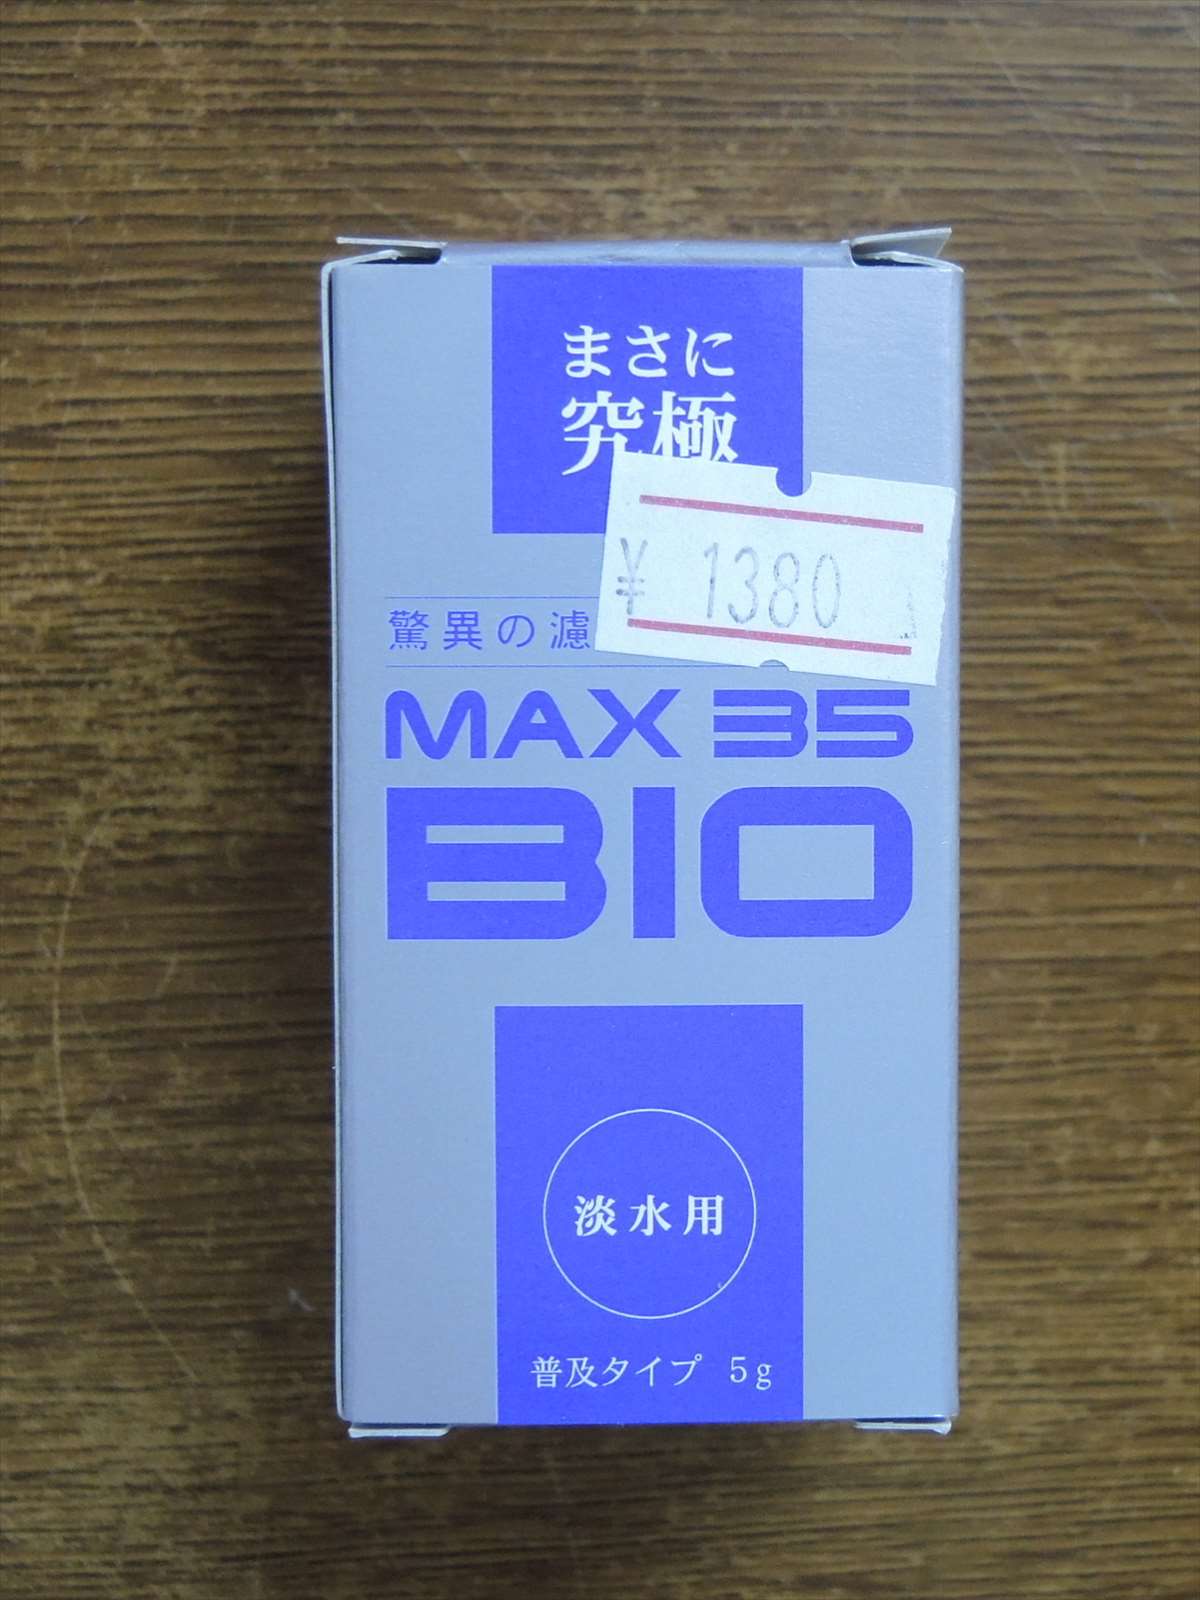 まさに
究極
¥ 1380
驚異の濾
MAX 35
BIO
淡水用
普及タイプ 5g